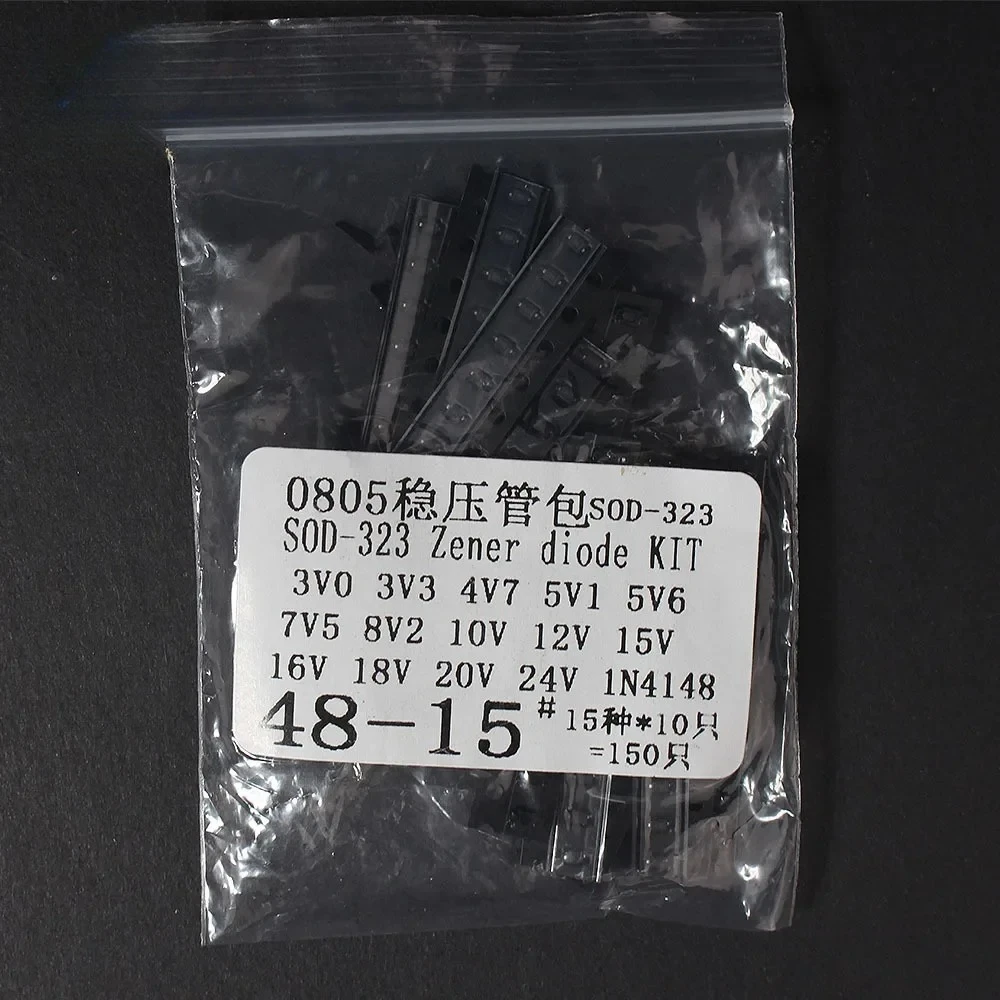 0805稳压管包SOD-323
SOD-323 Zener diode KIT
3V0 3V3 4V7 5V1 5V6
7V5 8V2 10V 12V 15V
16V 18V 20V 24V 1N4148
48-15# 15种*10只
=150只